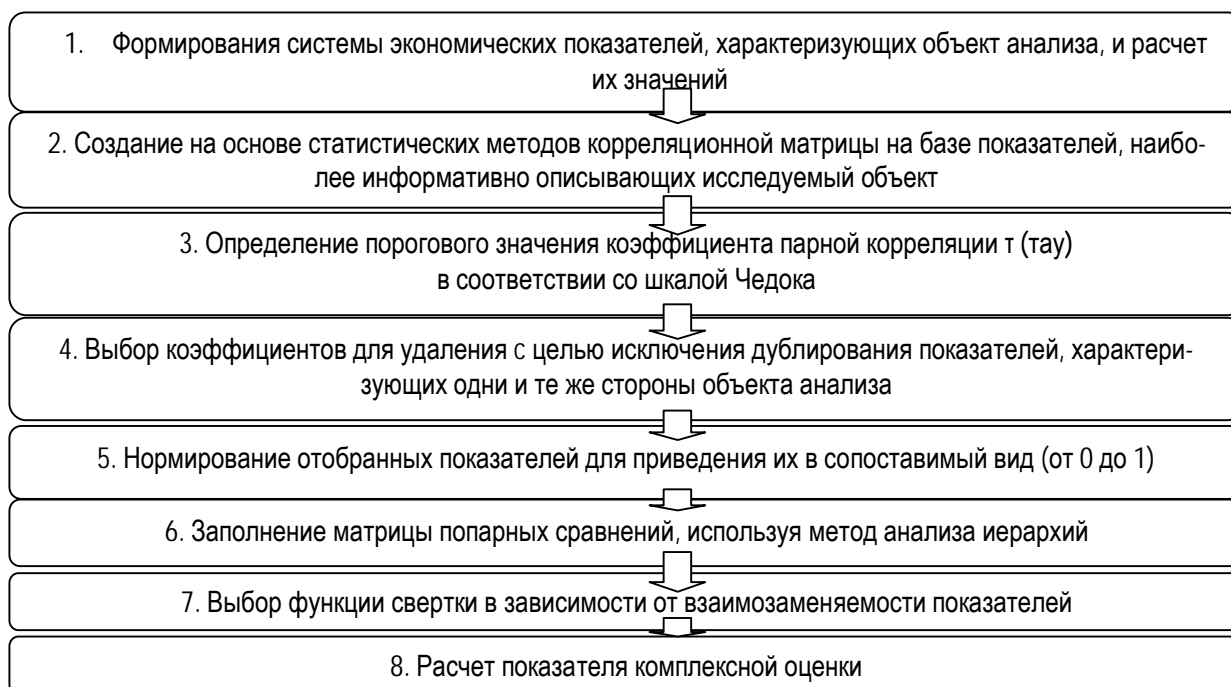 1. Формирования системы экономических показателей, характеризующих объект анализа, и расчет
их значений
2. Создание на основе статистических методов корреляционной матрицы на базе показателей, наибо-
лее информативно описывающих исследуемый объект
3. Определение порогового значения коэффициента парной корреляции τ (тау)
в соответствии со шкалой Чедока
4. Выбор коэффициентов для удаления с целью исключения дублирования показателей, характери-
зующих одни и те же стороны объекта анализа
5. Нормирование отобранных показателей для приведения их в сопоставимый вид (от 0 до 1)
6. Заполнение матрицы попарных сравнений, используя метод анализа иерархий
7. Выбор функции свертки в зависимости от взаимозаменяемости показателей
8. Расчет показателя комплексной оценки